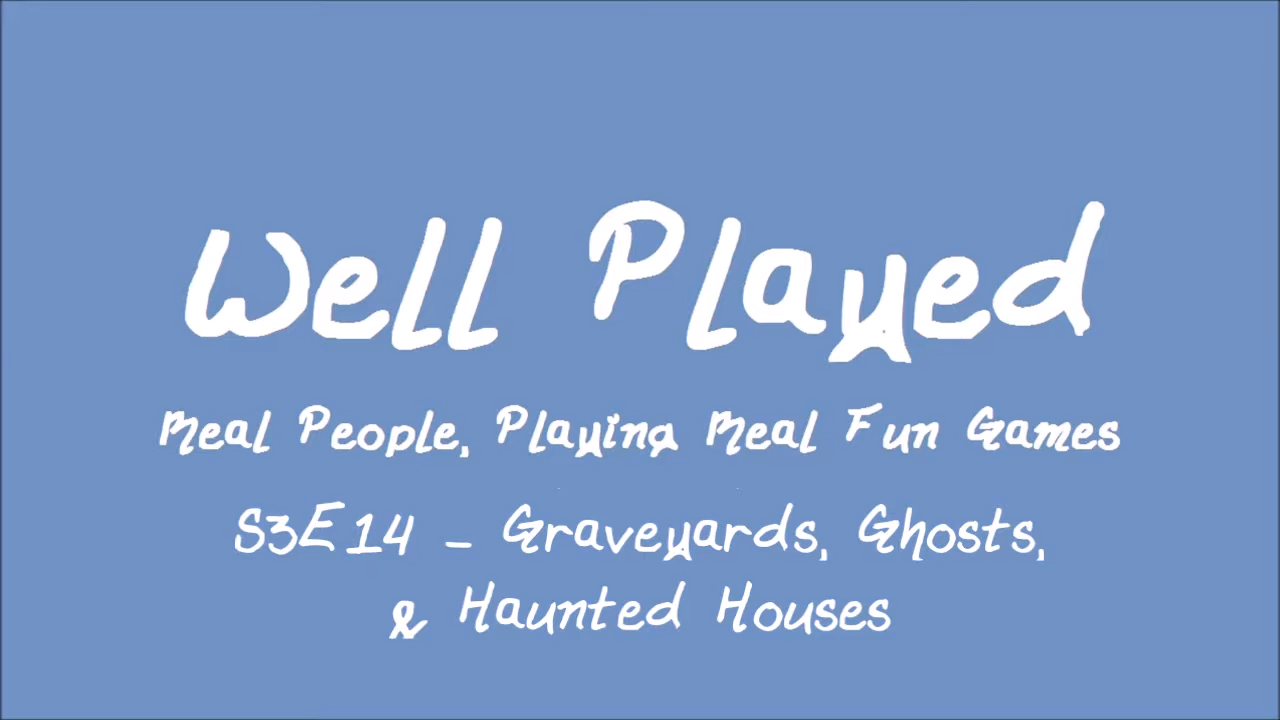 Well Played
Real People, Playing Real Fun Games
S3E14 - Graveyards, Ghosts,
& Haunted Houses